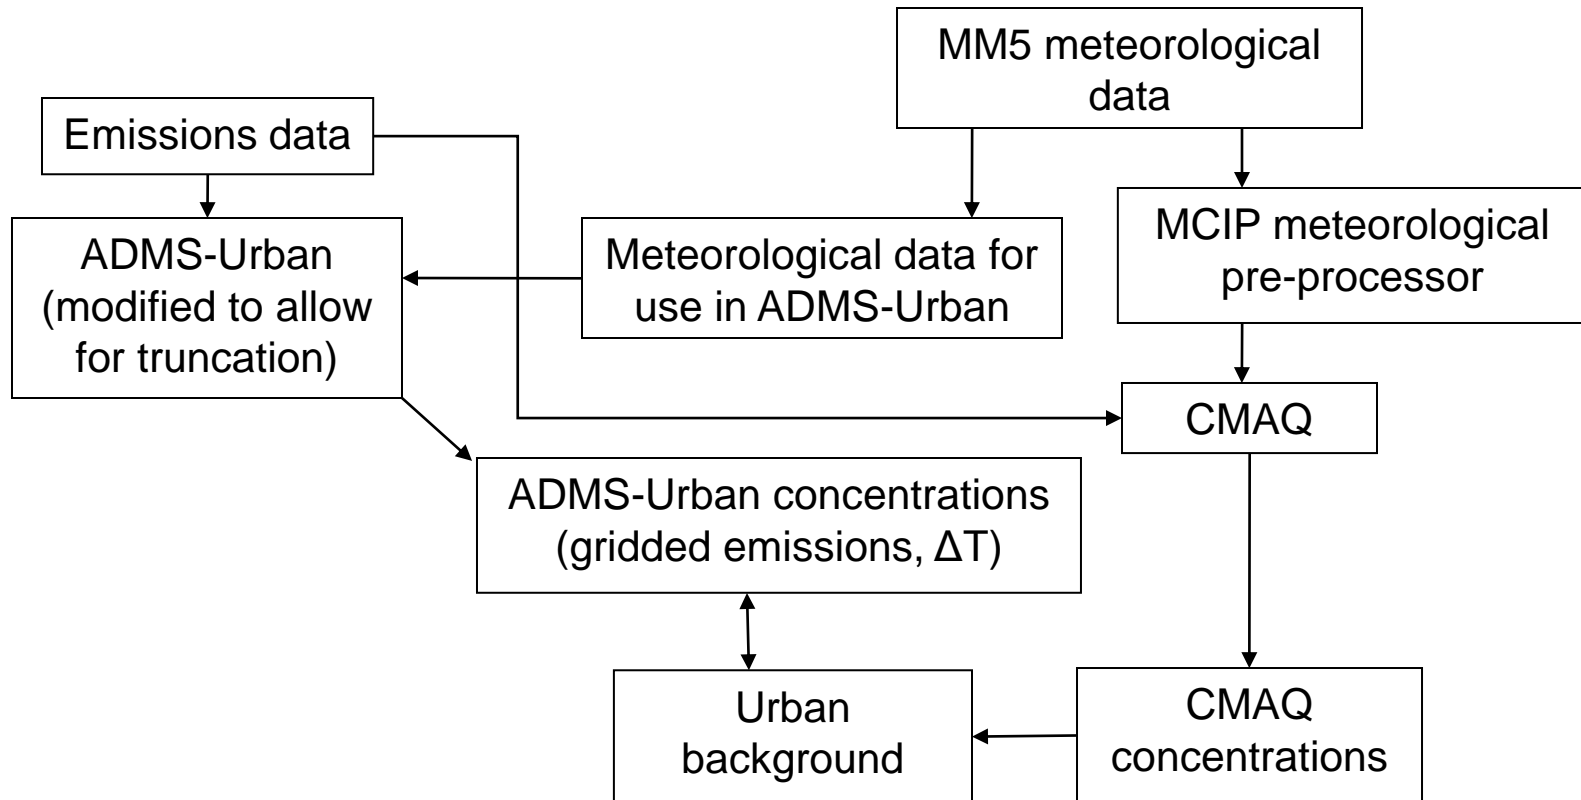 MM5 meteorological
data
Emissions data
MCIP meteorological
pre-processor
ADMS-Urban
(modified to allow
for truncation)
Meteorological data for
use in ADMS-Urban
CMAQ
ADMS-Urban concentrations
(gridded emissions, ΔT)
Urban
background
CMAQ
concentrations